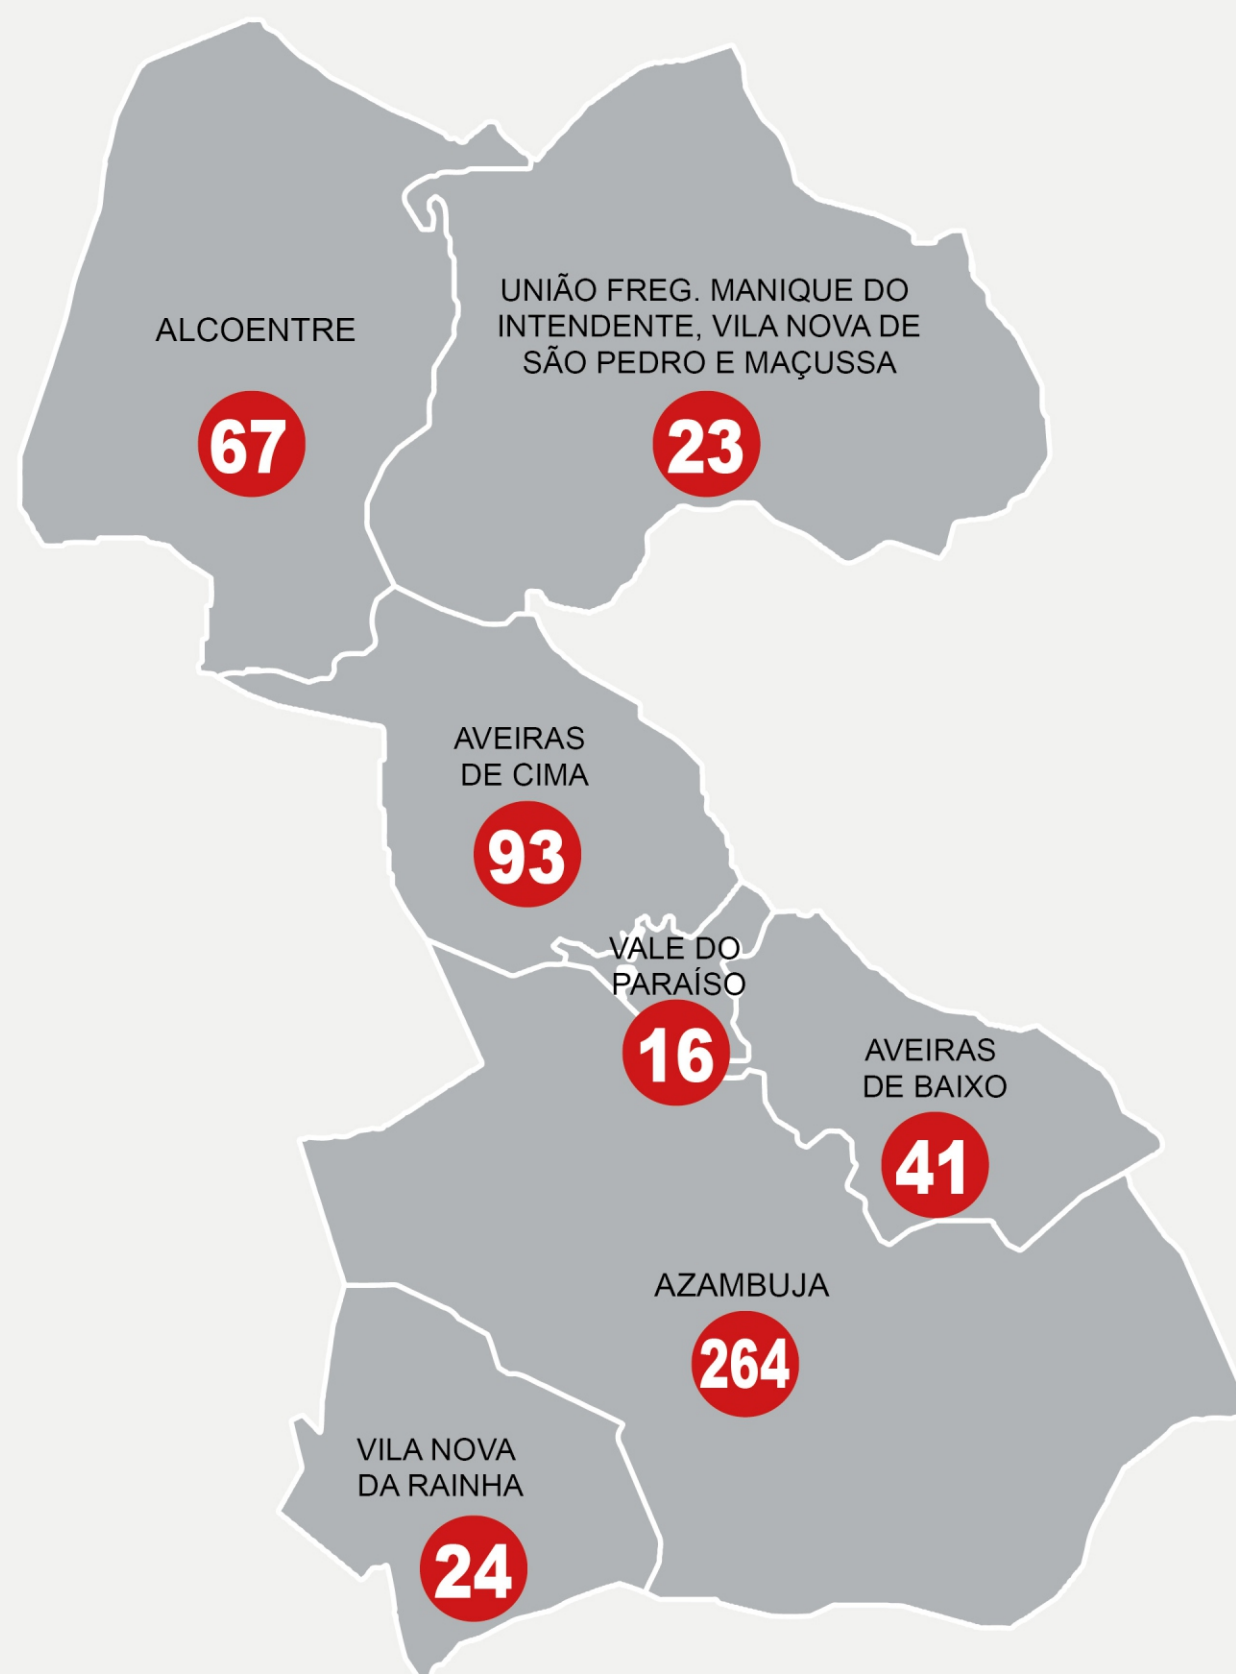 ALCOENTRE
67
UNIÃO FREG. MANIQUE DO
INTENDENTE, VILA NOVA DE
SÃO PEDRO E MAÇUSSA
23
AVEIRAS
DE CIMA
93
VALE DO
PARAÍSO
16
AVEIRAS
DE BAIXO
41
AZAMBUJA
264
VILA NOVA
DA RAINHA
24